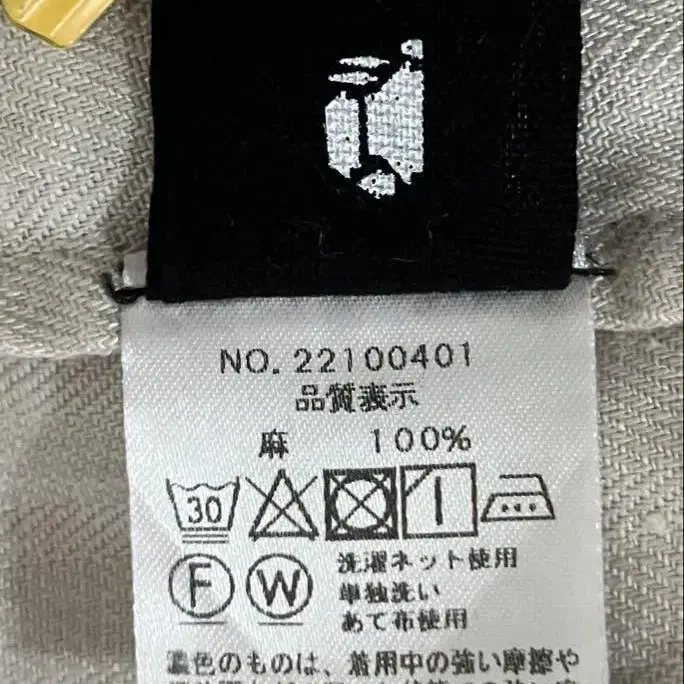 NO. 22100401
品質表示
麻 100%
30
F W
洗濯ネット使用
単独洗い
あて布使用
濃色のものは、着用中の強い摩擦や